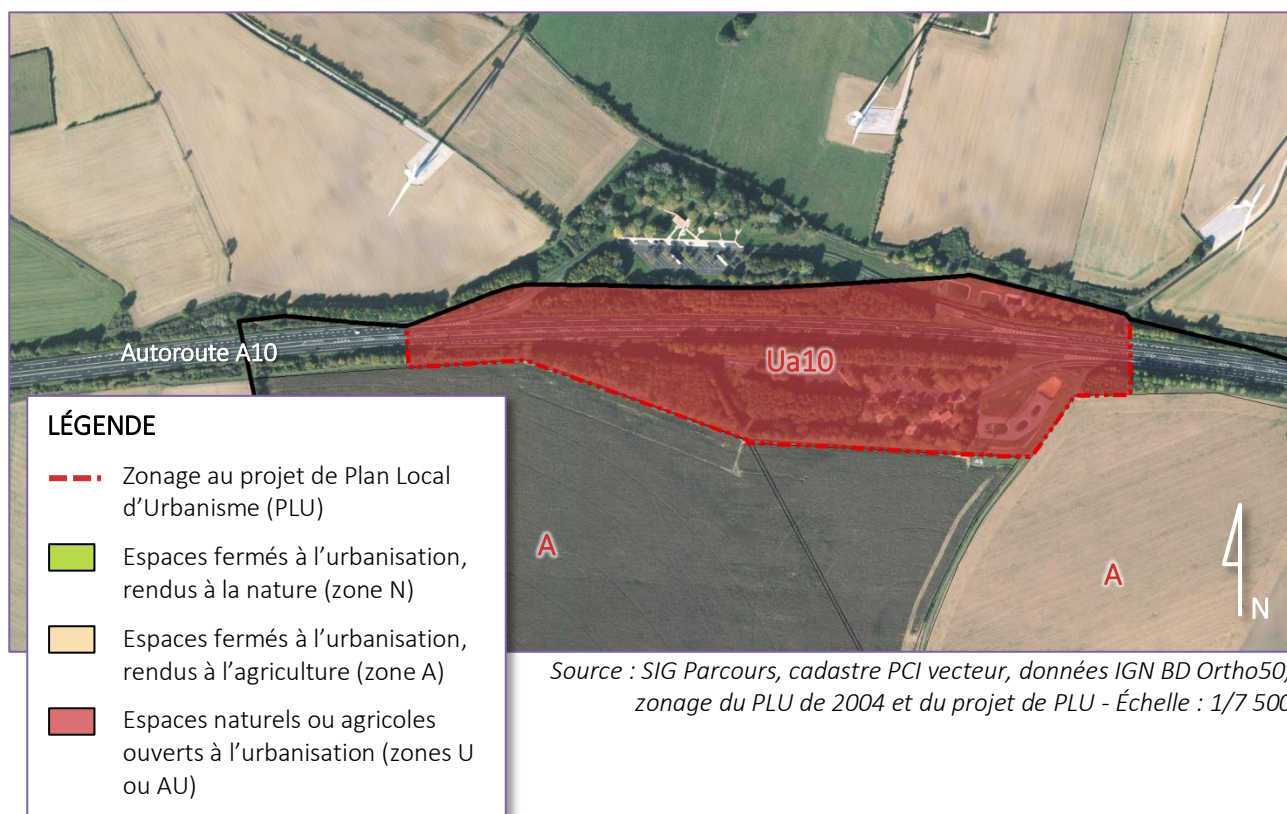 Autoroute A10
Ua10
A
A
N
LÉGENDE
Zonage au projet de Plan Local
d’Urbanisme (PLU)
Espaces fermés à l’urbanisation,
rendus à la nature (zone N)
Espaces fermés à l’urbanisation,
rendus à l’agriculture (zone A)
Espaces naturels ou agricoles
ouverts à l’urbanisation (zones U
ou AU)
Source : SIG Parcours, cadastre PCI vecteur, données IGN BD Ortho50,
zonage du PLU de 2004 et du projet de PLU - Échelle : 1/7 500